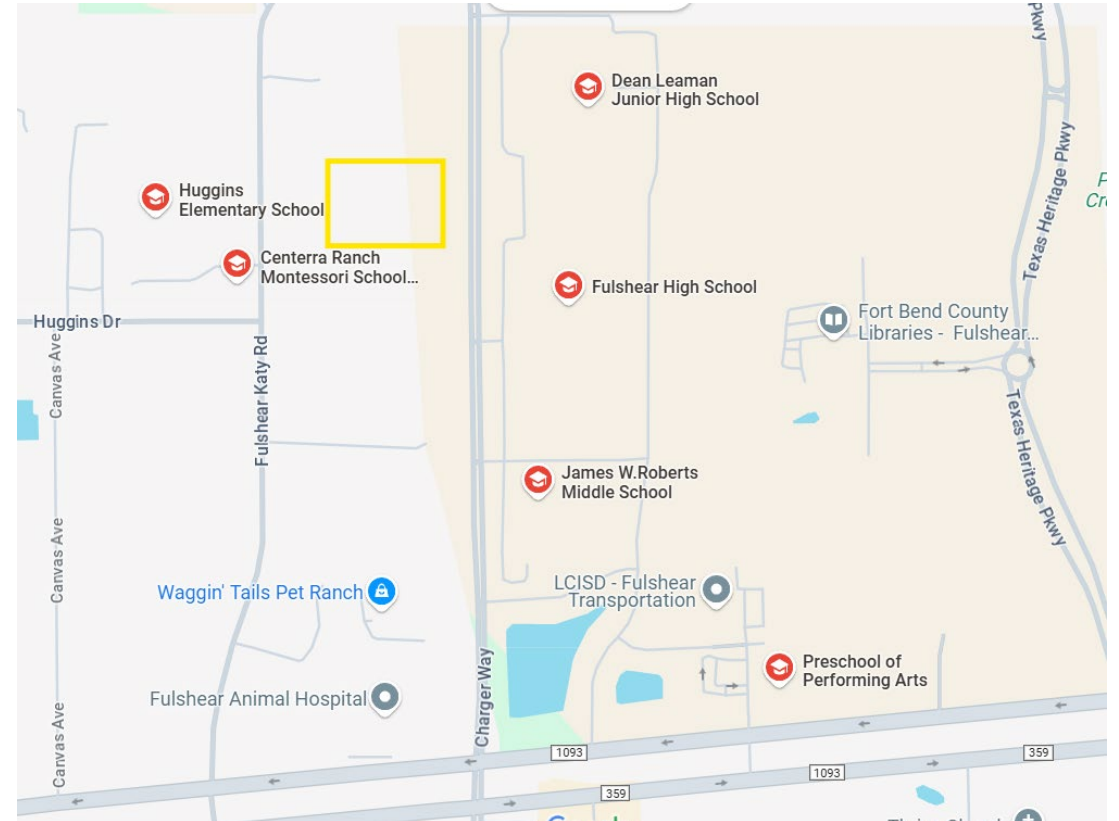 Pkwy
Dean Leaman
Junior High School
Texas Heritage Pkwy
Huggins
Elementary School
Centerra Ranch
Montessori School...
Fulshear High School
Fort Bend County
Libraries - Fulshear...
Huggins Dr
Canvas Ave
Fulshear Katy Rd
Texas Heritage Pkwy
James W.Roberts
Middle School
Canvas Ave
Waggin' Tails Pet Ranch
LCISD - Fulshear
Transportation
Preschool of
Performing Arts
Fulshear Animal Hospital
Charger Way
Canvas Ave
1093
359
1093
359